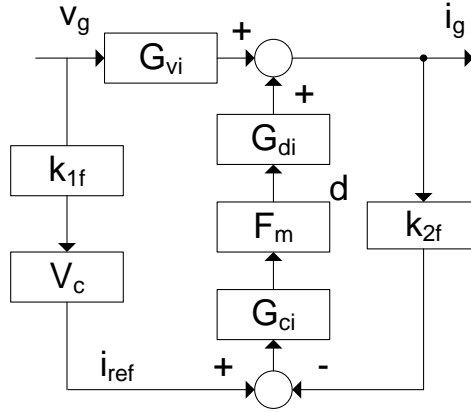 v_g
i_g
+
G_vi
+
G_di
k_1f
d
F_m
k_2f
V_c
G_ci
i_ref
+
-